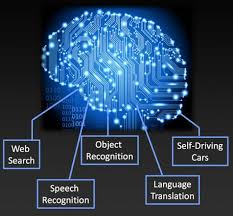 Web
Search
Object
Recognition
Self-Driving
Cars
Speech
Recognition
Language
Translation